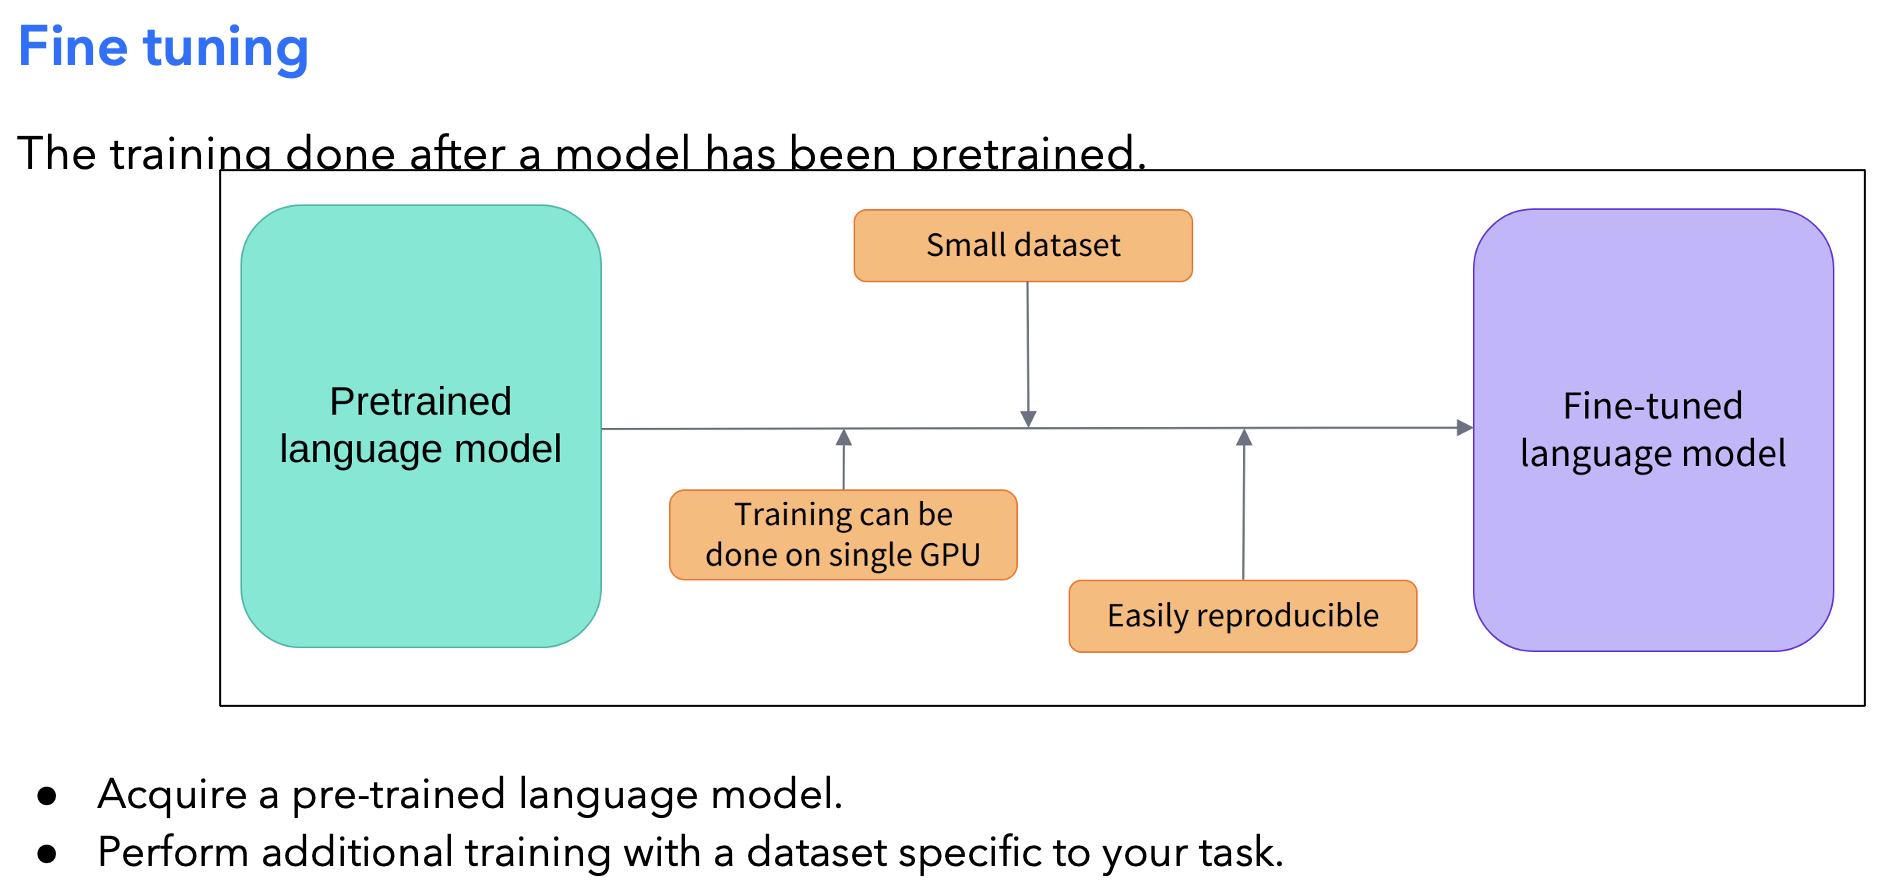 Fine tuning
The training done after a model has been pretrained.
Small dataset
Pretrained
language model
Fine-tuned
language model
Training can be
done on single GPU
Easily reproducible
● Acquire a pre-trained language model.
● Perform additional training with a dataset specific to your task.